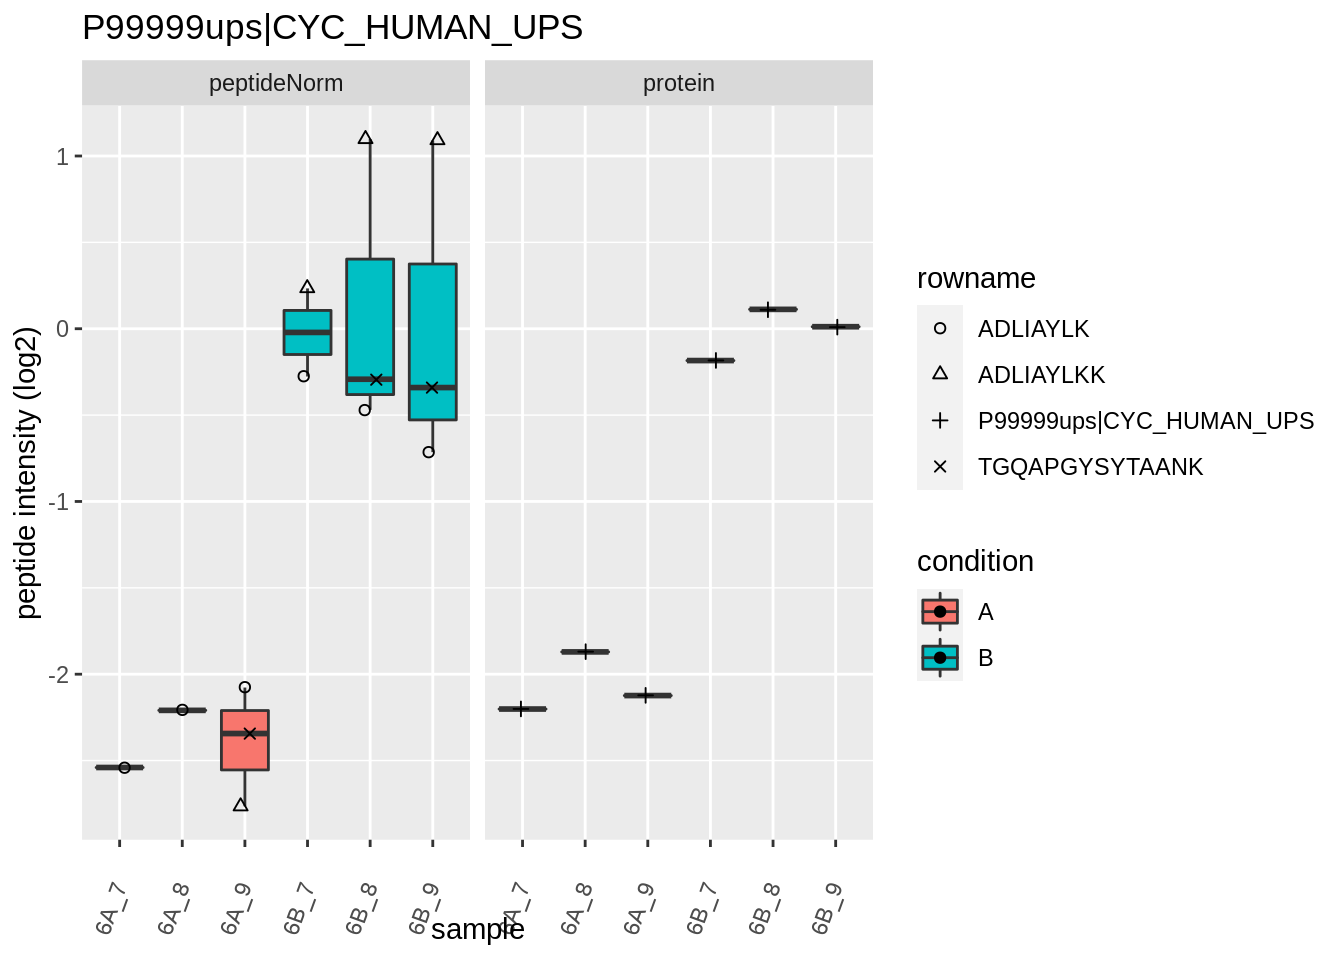 P99999ups|CYC_HUMAN_UPS
peptideNorm
protein
peptide intensity (log2)
1
0
-1
-2
6A_7
6A_8
6A_9
6B_7
6B_8
6B_9
6A_7
6A_8
6A_9
6B_7
6B_8
6B_9
sample
rowname
ADLIAYLK
ADLIAYLKK
P99999ups|CYC_HUMAN_UPS
TGQAPGYSYTAANK
condition
A
B